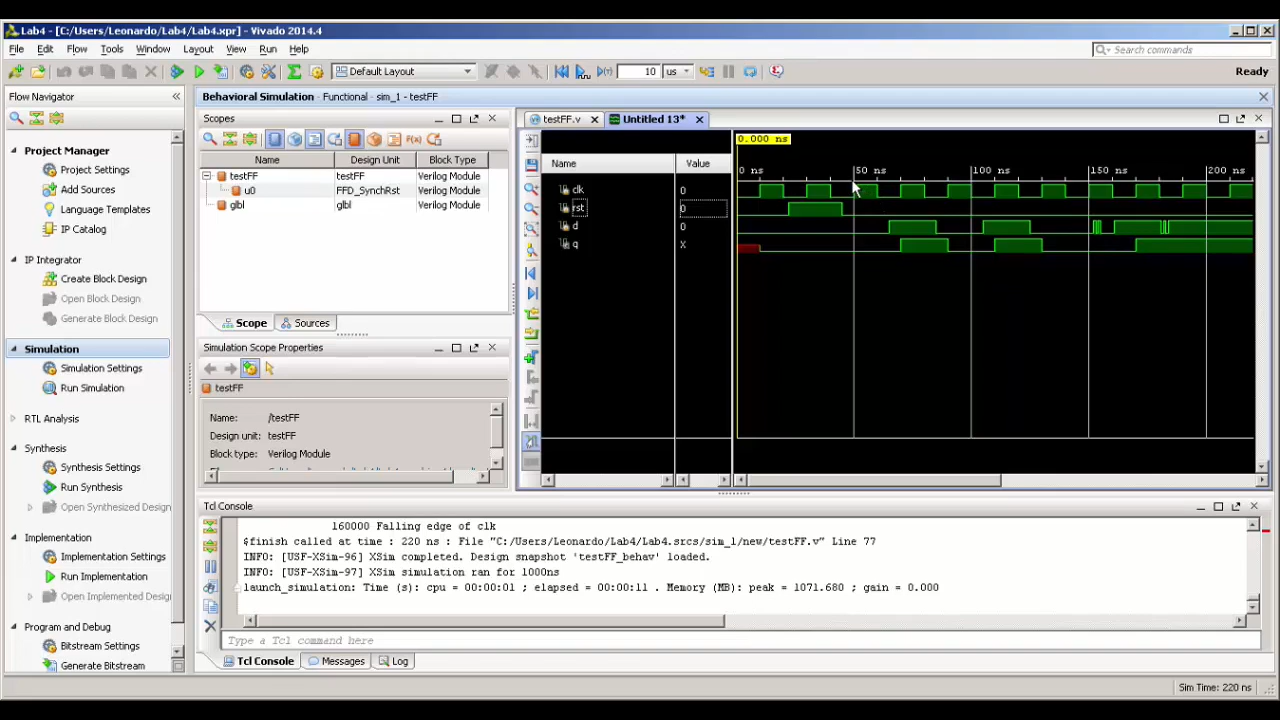 Lab4 - [C:/Users/Leonardo/Lab4/Lab4.xpr] - Vivado 2014.4
File Edit Flow Tools Window Layout View Run Help
Search commands
Default Layout
10 us
Ready
Flow Navigator
Project Manager
Project Settings
Add Sources
Language Templates
IP Catalog
IP Integrator
Create Block Design
Open Block Design
Generate Block Design
Simulation
Simulation Settings
Run Simulation
RTL Analysis
Synthesis
Synthesis Settings
Run Synthesis
Open Synthesized Design
Implementation
Implementation Settings
Run Implementation
Open Implemented Design
Program and Debug
Bitstream Settings
Generate Bitstream
Behavioral Simulation - Functional - sim_1 - testFF
Scopes
Name Design Unit Block Type
testFF testFF Verilog Module
u0 FFD_SynchRst Verilog Module
glbl glbl Verilog Module
Scope Sources
Simulation Scope Properties
testFF
Name: /testFF
Design unit: testFF
Block type: Verilog Module
testFF.v Untitled 13*
Name Value
clk 0
rst 0
d 0
q X
0.000 ns
0 ns 50 ns 100 ns 150 ns 200 ns
Tcl Console
160000 Falling edge of clk
$finish called at time : 220 ns : File "C:/Users/Leonardo/Lab4/Lab4.srcs/sim_1/new/testFF.v" Line 77
INFO: [USF-XSim-96] XSim completed. Design snapshot 'testFF_behav' loaded.
INFO: [USF-XSim-97] XSim simulation ran for 1000ns
launch_simulation: Time (s): cpu = 00:00:01 ; elapsed = 00:00:11 . Memory (MB): peak = 1071.680 ; gain = 0.000
Type a Tcl command here
Tcl Console Messages Log
Sim Time: 220 ns